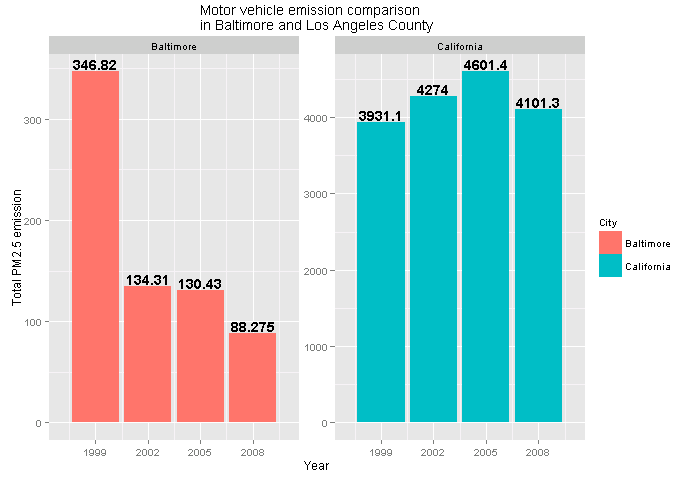 Motor vehicle emission comparison
in Baltimore and Los Angeles County
Baltimore
California
Total PM2.5 emission
300
200
100
0
346.82
134.31
130.43
88.275
1999
2002
2005
2008
4000
3000
2000
1000
0
3931.1
4274
4601.4
4101.3
1999
2002
2005
2008
Year
City
Baltimore
California